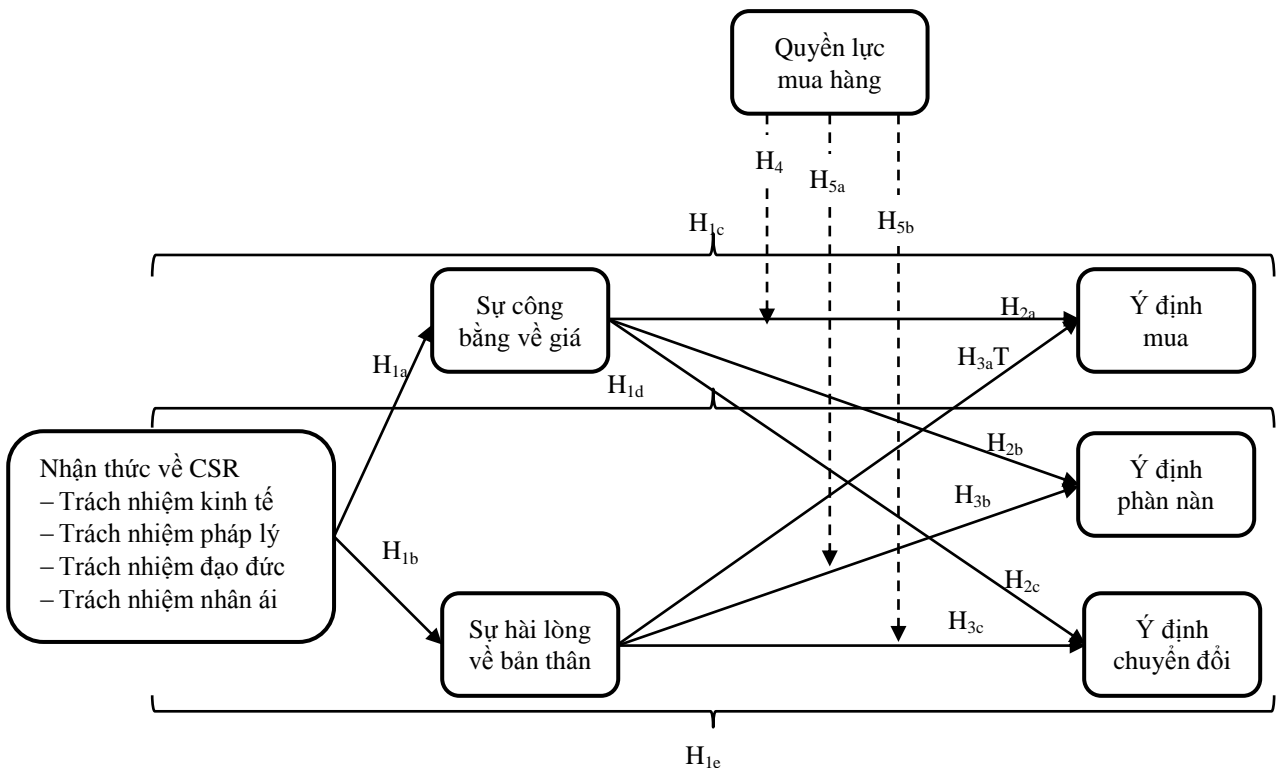 Quyền lực
mua hàng
H4
H5a
H5b
H1c
Sự công
bằng về giá
H2a
Ý định
mua
H3aT
H1a
H1d
Nhận thức về CSR
– Trách nhiệm kinh tế
– Trách nhiệm pháp lý
– Trách nhiệm đạo đức
– Trách nhiệm nhân ái
H2b
Ý định
phàn nàn
H3b
H1b
H2c
Sự hài lòng
về bản thân
H3c
Ý định
chuyển đổi
H1e